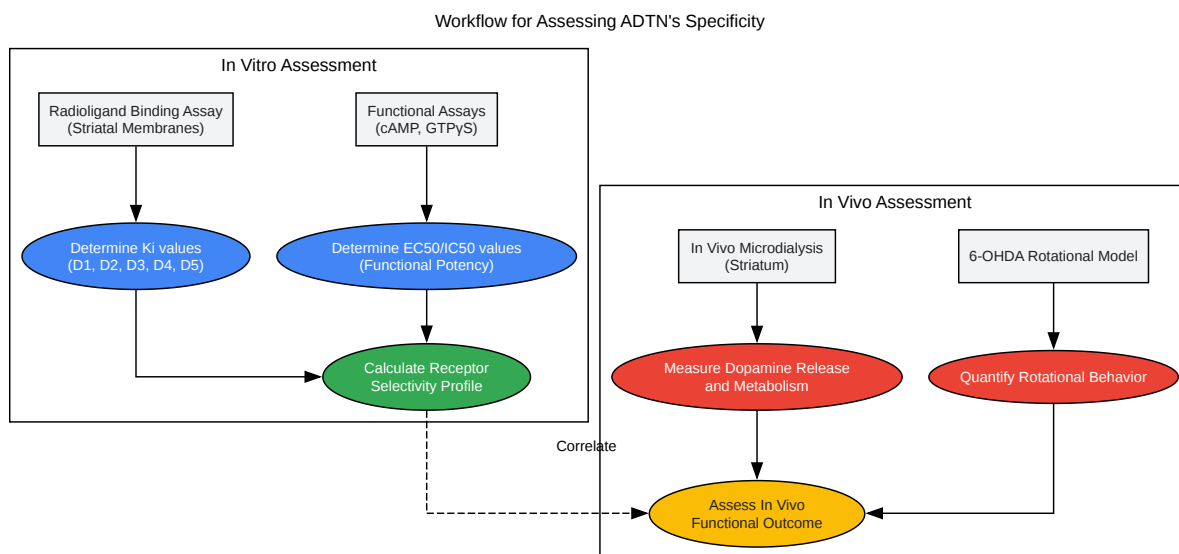 Workflow for Assessing ADTN's Specificity
In Vitro Assessment
Radioligand Binding Assay
(Striatal Membranes)
Functional Assays
(cAMP, GTPγS)
Determine Ki values
(D1, D2, D3, D4, D5)
Determine EC50/IC50 values
(Functional Potency)
Calculate Receptor
Selectivity Profile
In Vivo Assessment
In Vivo Microdialysis
(Striatum)
6-OHDA Rotational Model
Measure Dopamine Release
and Metabolism
Quantify Rotational Behavior
Correlate
Assess In Vivo
Functional Outcome